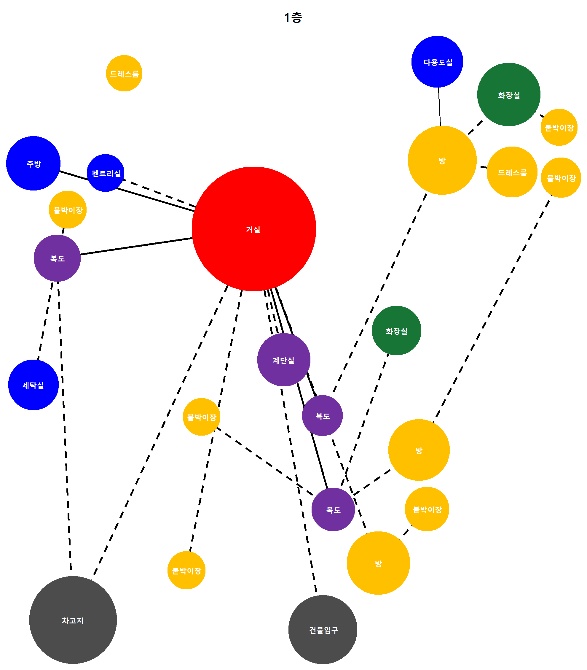 1층
다용도실
드레스룸
화장실
붙박이장
주방
팬트리실
방
드레스룸
붙박이장
붙박이장
거실
복도
화장실
계단실
세탁실
붙박이장
복도
방
복도
붙박이장
방
붙박이장
차고지
건물입구